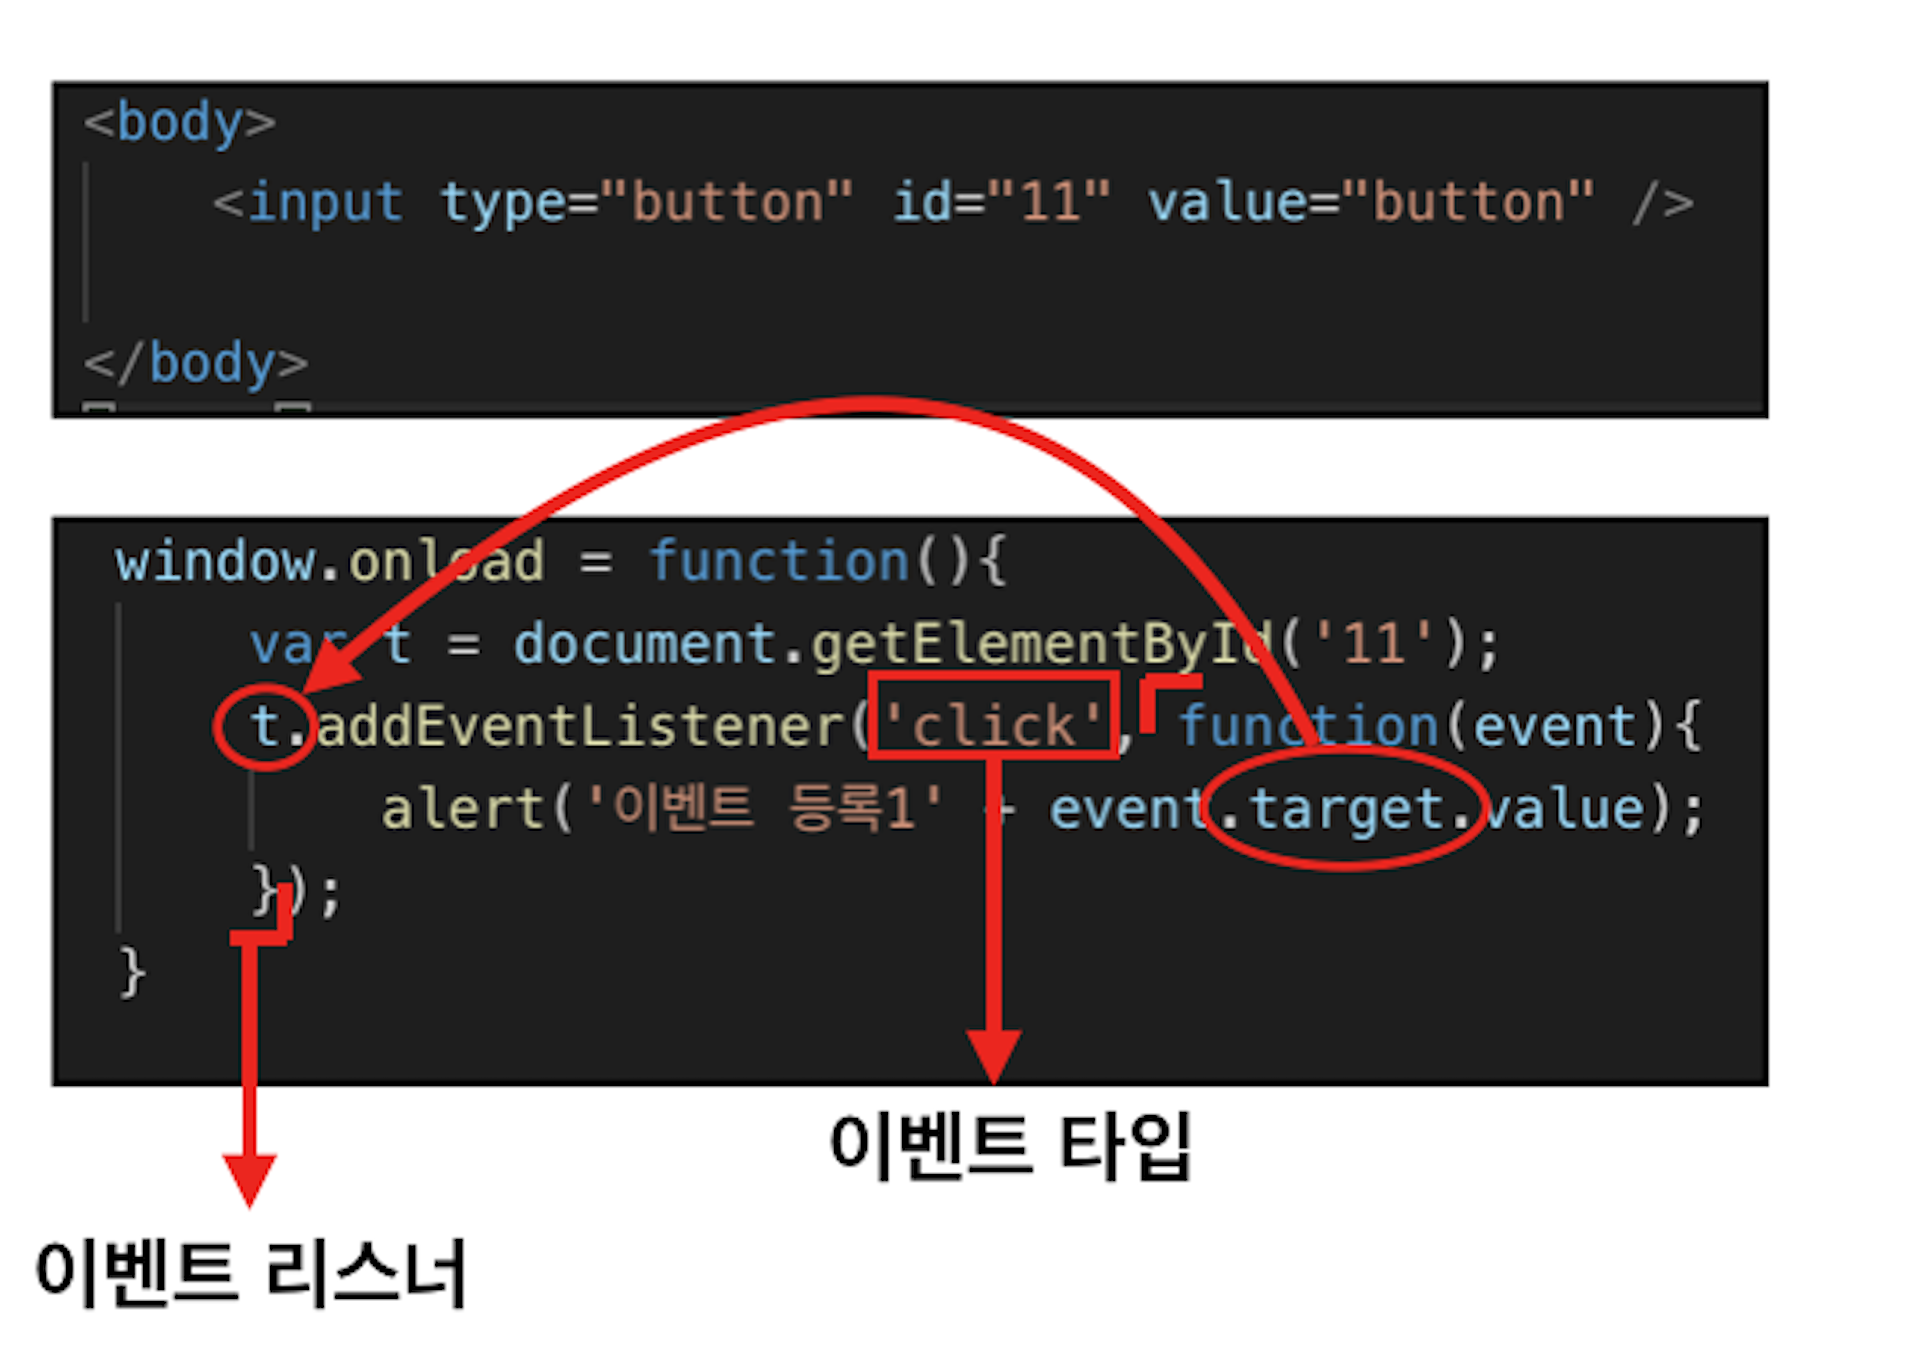 <body>
<input type="button" id="11" value="button" />
</body>
window.onload = function(){
var t = document.getElementById('11');
t.addEventListener('click', function(event){
alert('이벤트 등록1' + event.target.value);
});
}
이벤트 타입
이벤트 리스너